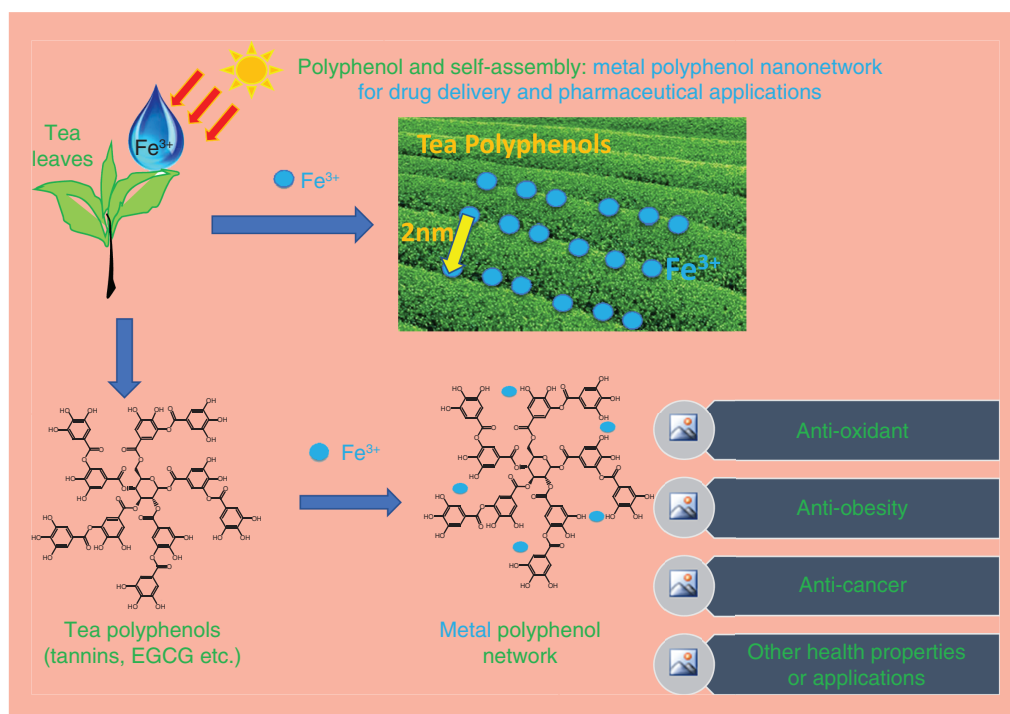 Polyphenol and self-assembly: metal polyphenol nanonetwork
for drug delivery and pharmaceutical applications
Tea
leaves
Fe³⁺
Fe³⁺
Tea Polyphenols
2nm
Fe³⁺
Fe³⁺
Tea polyphenols
(tannins, EGCG etc.)
Metal polyphenol
network
Anti-oxidant
Anti-obesity
Anti-cancer
Other health properties
or applications